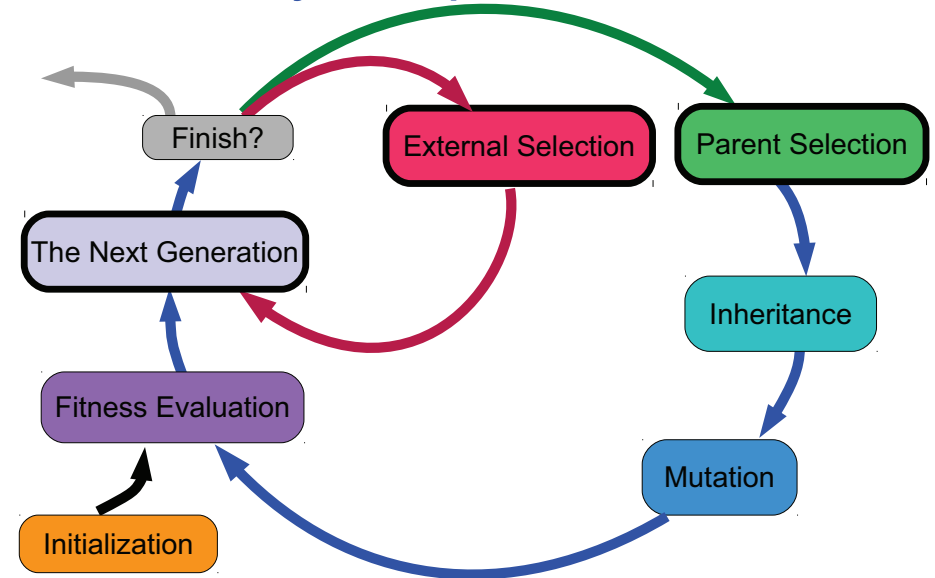 Finish?
External Selection
Parent Selection
The Next Generation
Inheritance
Fitness Evaluation
Mutation
Initialization